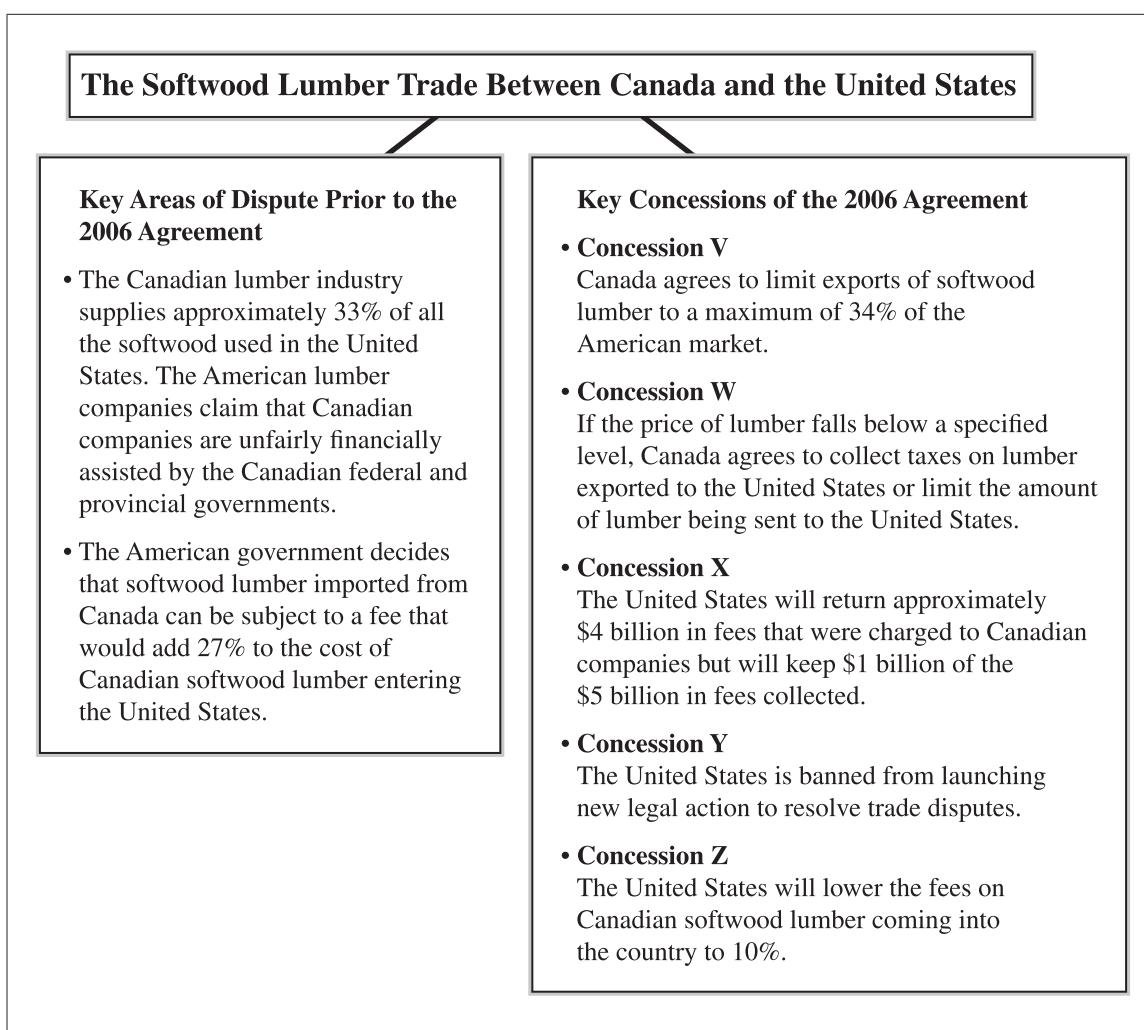 The Softwood Lumber Trade Between Canada and the United States
Key Areas of Dispute Prior to the
2006 Agreement
• The Canadian lumber industry
supplies approximately 33% of all
the softwood used in the United
States. The American lumber
companies claim that Canadian
companies are unfairly financially
assisted by the Canadian federal and
provincial governments.
• The American government decides
that softwood lumber imported from
Canada can be subject to a fee that
would add 27% to the cost of
Canadian softwood lumber entering
the United States.
Key Concessions of the 2006 Agreement
• Concession V
Canada agrees to limit exports of softwood
lumber to a maximum of 34% of the
American market.
• Concession W
If the price of lumber falls below a specified
level, Canada agrees to collect taxes on lumber
exported to the United States or limit the amount
of lumber being sent to the United States.
• Concession X
The United States will return approximately
$4 billion in fees that were charged to Canadian
companies but will keep $1 billion of the
$5 billion in fees collected.
• Concession Y
The United States is banned from launching
new legal action to resolve trade disputes.
• Concession Z
The United States will lower the fees on
Canadian softwood lumber coming into
the country to 10%.